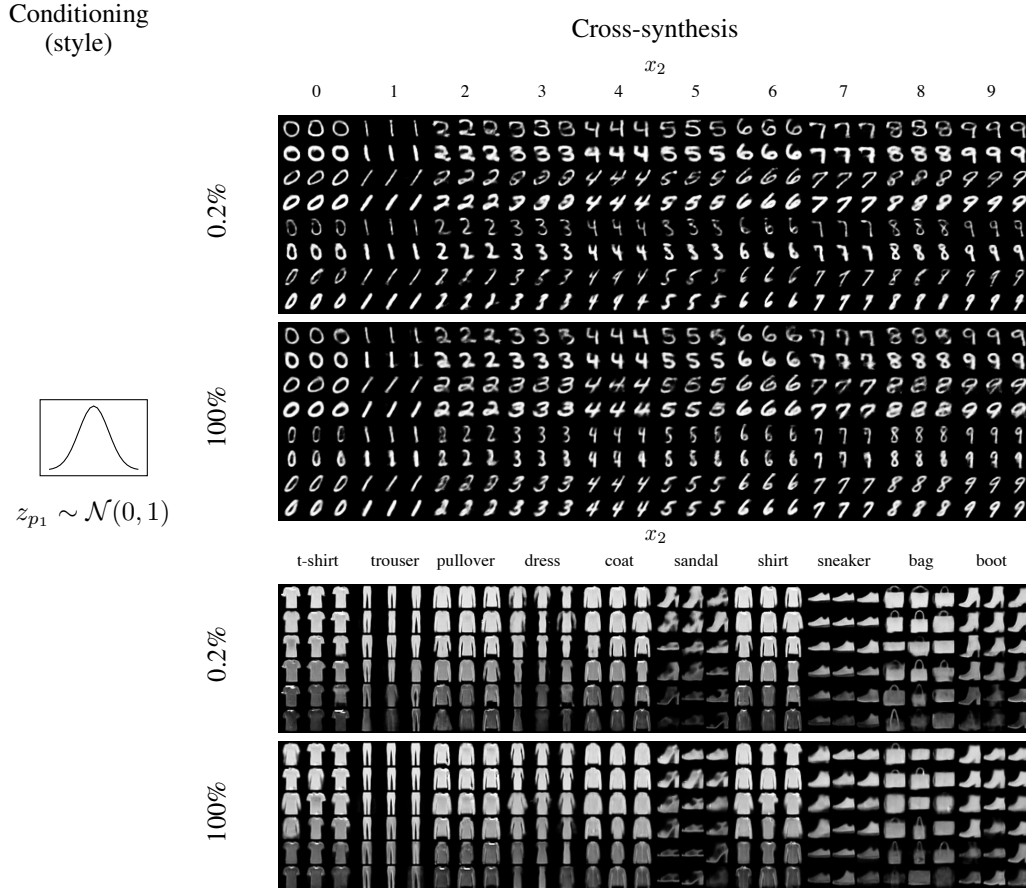 Conditioning
(style)
Cross-synthesis
x₂
0 1 2 3 4 5 6 7 8 9
0.2%
100%
z_{p₁} ∼ 𝒩(0, 1)
x₂
t-shirt trouser pullover dress coat sandal shirt sneaker bag boot
0.2%
100%